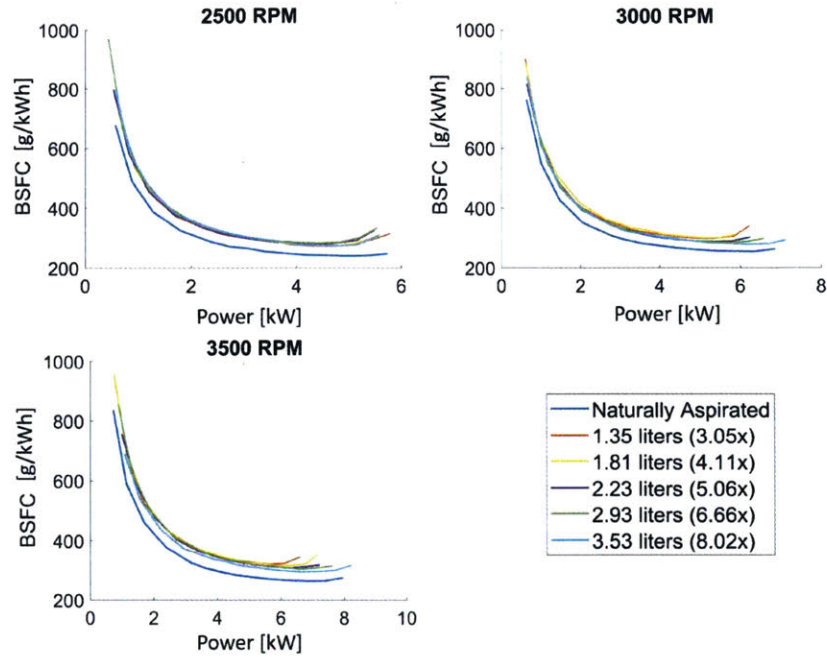 2500 RPM
1000
800
600
400
200
BSFC [g/kWh]
0
2
4
6
Power [kW]
3000 RPM
1000
800
600
400
200
BSFC [g/kWh]
0
2
4
6
8
Power [kW]
3500 RPM
1000
800
600
400
200
BSFC [g/kWh]
0
2
4
6
8
10
Power [kW]
Naturally Aspirated
1.35 liters (3.05x)
1.81 liters (4.11x)
2.23 liters (5.06x)
2.93 liters (6.66x)
3.53 liters (8.02x)